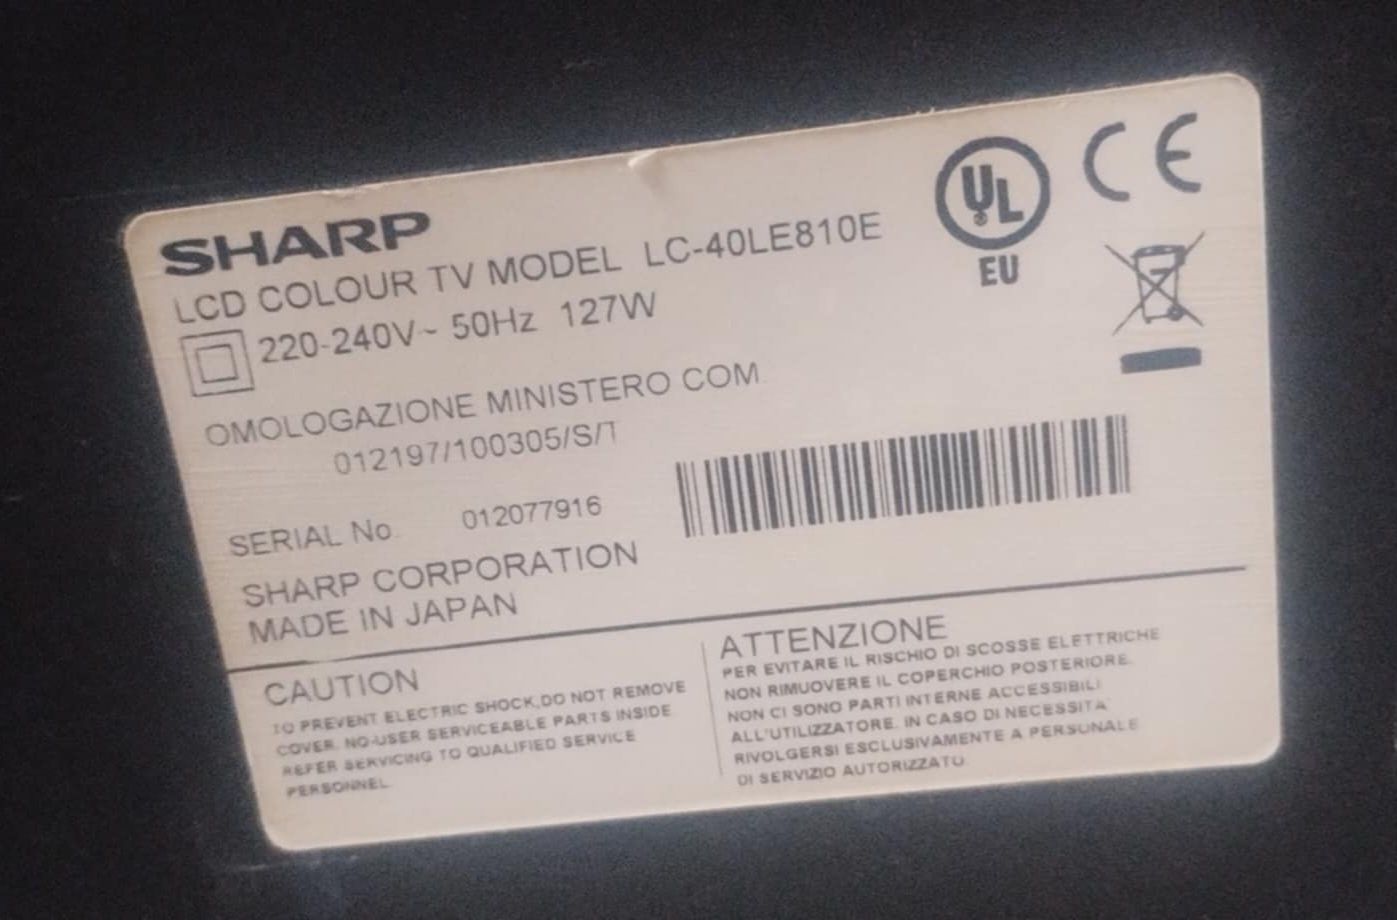 SHARP
LCD COLOUR TV MODEL LC-40LE810E
220-240V~ 50Hz 127W
OMOLOGAZIONE MINISTERO COM.
012197/100305/S/T
SERIAL No. 012077916
SHARP CORPORATION
MADE IN JAPAN
UL
EU
CE
CAUTION
TO PREVENT ELECTRIC SHOCK,DO NOT REMOVE
COVER. NO-USER SERVICEABLE PARTS INSIDE.
REFER SERVICING TO QUALIFIED SERVICE
PERSONNEL.
ATTENZIONE
PER EVITARE IL RISCHIO DI SCOSSE ELETTRICHE
NON RIMUOVERE IL COPERCHIO POSTERIORE.
NON CI SONO PARTI INTERNE ACCESSIBILI
ALL'UTILIZZATORE. IN CASO DI NECESSITA'
RIVOLGERSI ESCLUSIVAMENTE A PERSONALE
DI SERVIZIO AUTORIZZATO.